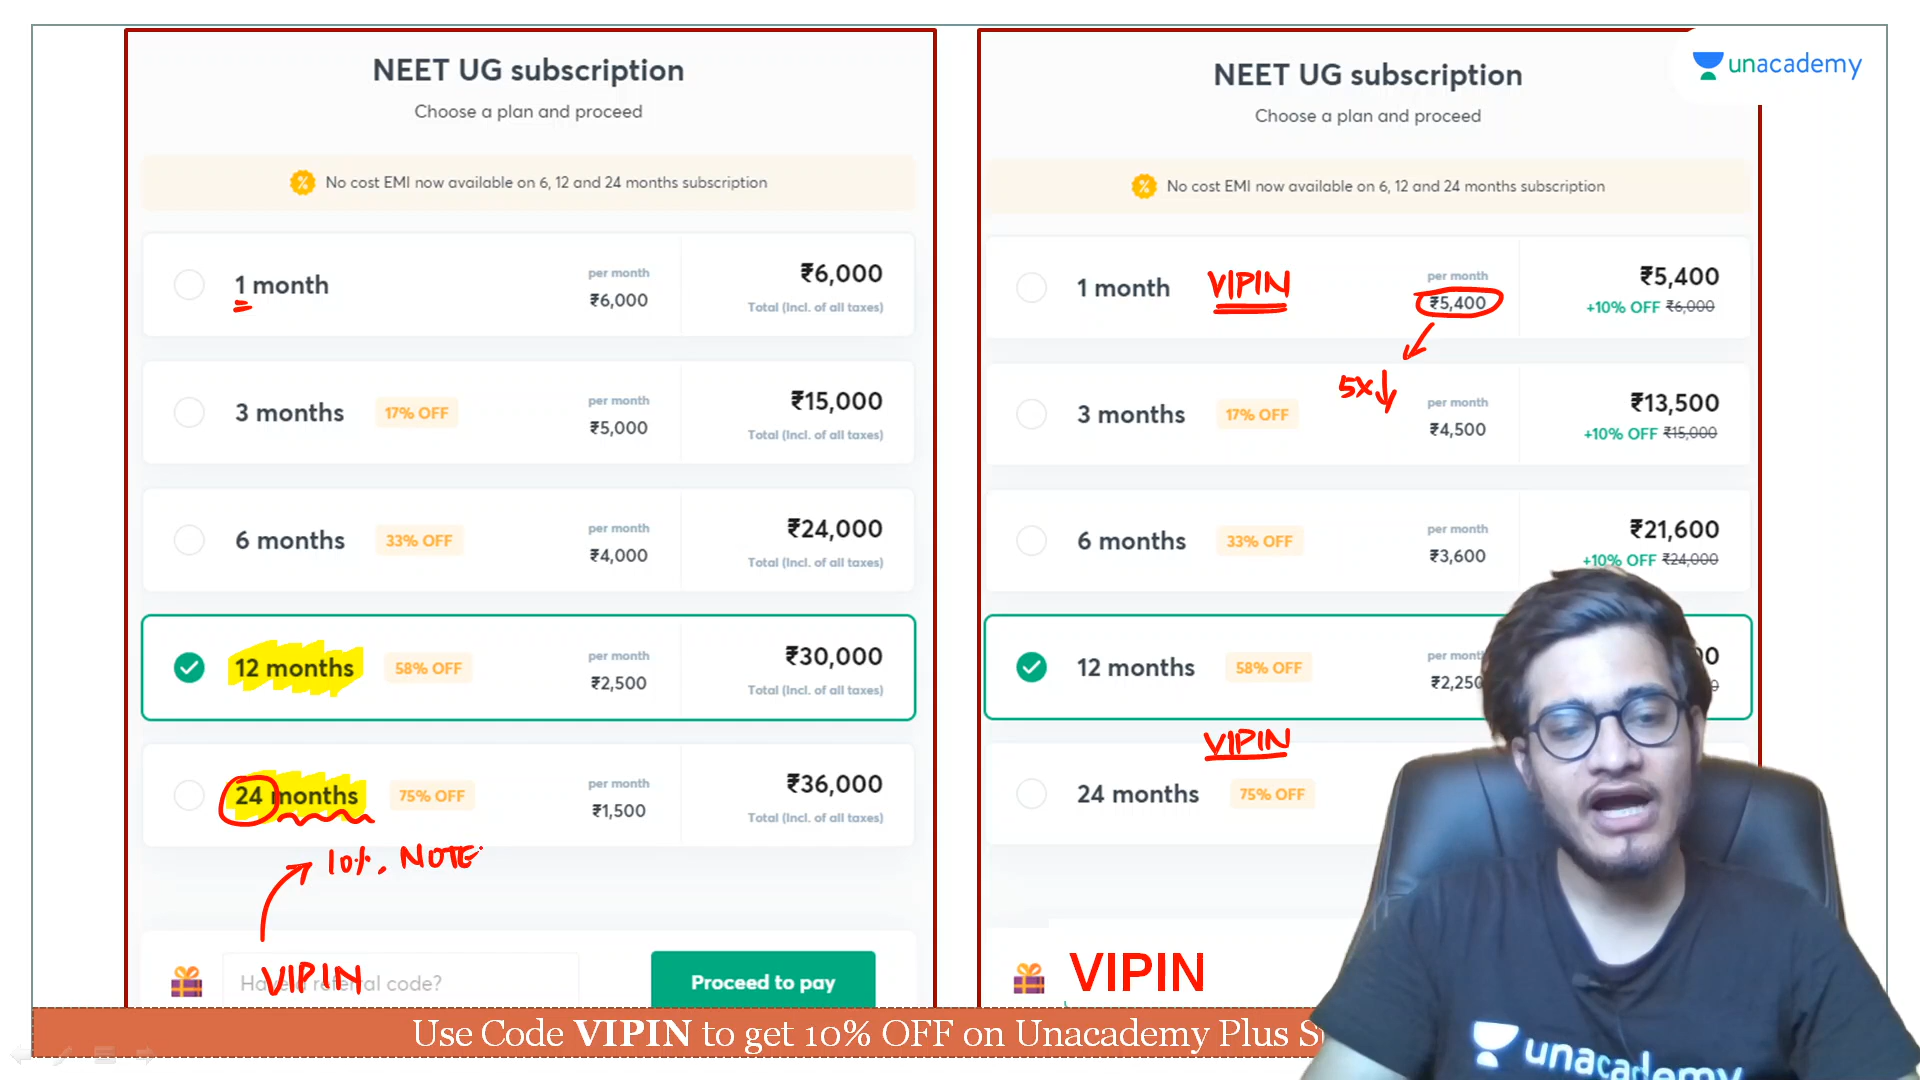 NEET UG subscription
Choose a plan and proceed
No cost EMI now available on 6, 12 and 24 months subscription
1 month
per month
₹6,000
₹6,000
Total (Incl. of all taxes)
3 months
17% OFF
per month
₹5,000
₹15,000
Total (Incl. of all taxes)
6 months
33% OFF
per month
₹4,000
₹24,000
Total (Incl. of all taxes)
12 months
58% OFF
per month
₹2,500
₹30,000
Total (Incl. of all taxes)
24 months
75% OFF
per month
₹1,500
₹36,000
Total (Incl. of all taxes)
10%. NOTE
VIPIN
Have a referral code?
Proceed to pay
unacademy
NEET UG subscription
Choose a plan and proceed
No cost EMI now available on 6, 12 and 24 months subscription
1 month
VIPIN
per month
₹5,400
₹5,400
+10% OFF ₹6,000
5x↓
3 months
17% OFF
per month
₹4,500
₹13,500
+10% OFF ₹15,000
6 months
33% OFF
per month
₹3,600
₹21,600
+10% OFF ₹24,000
12 months
58% OFF
per month
₹2,250
VIPIN
24 months
75% OFF
VIPIN
Use Code VIPIN to get 10% OFF on Unacademy Plus
unacademy